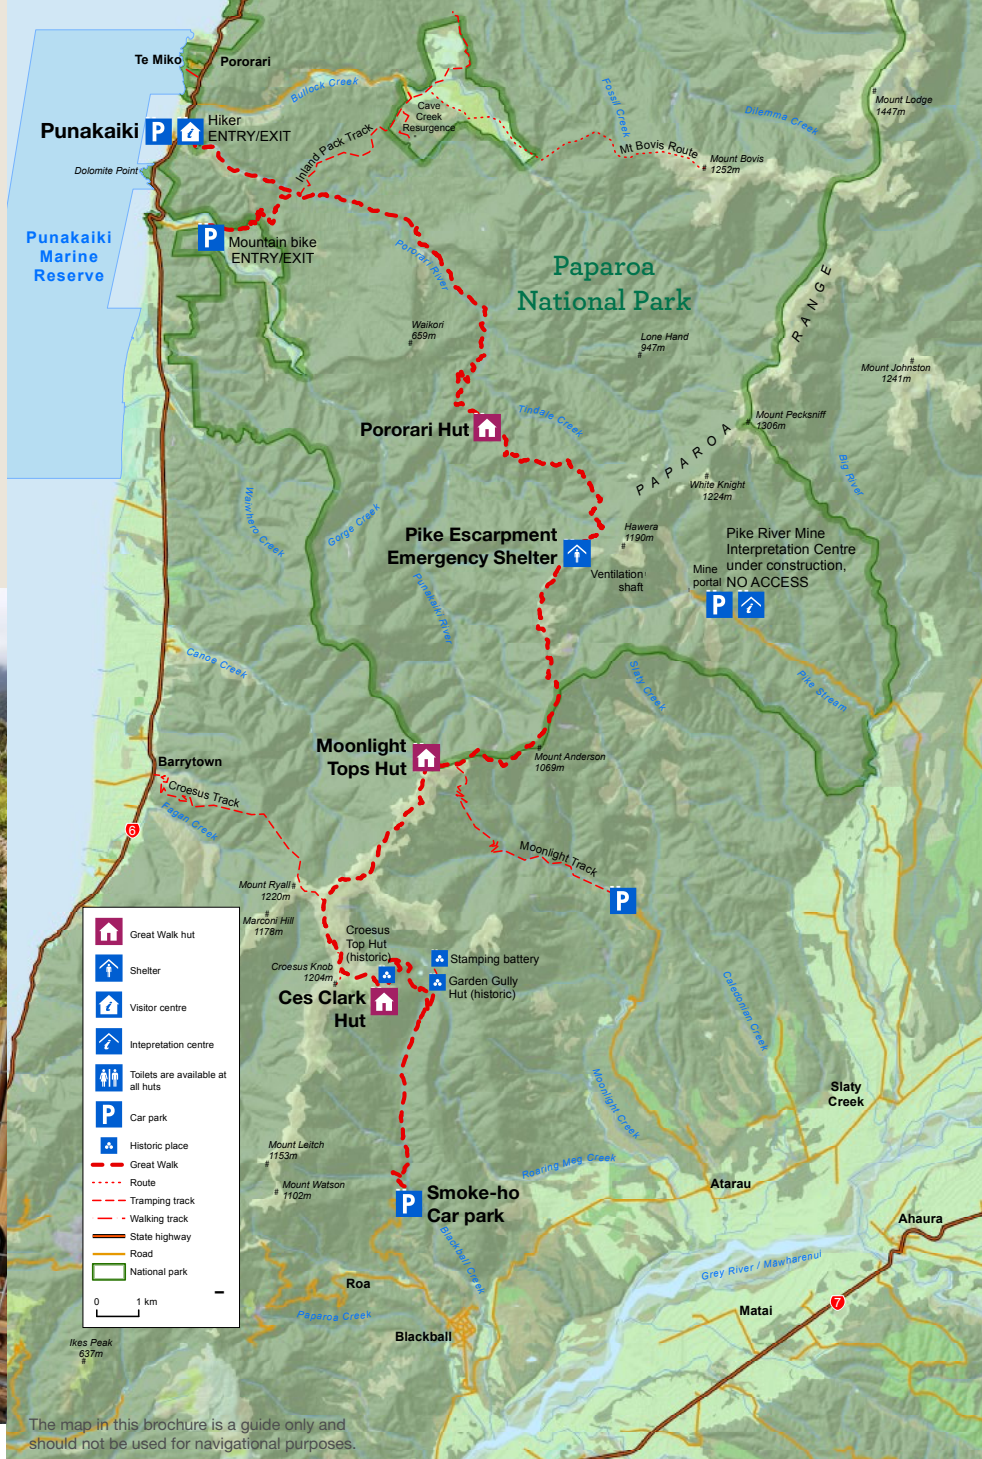 Te Miko
Pororari
Bullock Creek
Punakaiki
P
Hiker
ENTRY/EXIT
Dolomite Point
Inland Pack Track
Cave
Creek
Resurgence
Fossil Creek
Dilemma Creek
Mount Lodge
1447m
Mt Bovis Route
Mount Bovis
1252m
Punakaiki
Marine
Reserve
P
Mountain bike
ENTRY/EXIT
Pororari River
Paparoa
National Park
Waikori
659m
Lone Hand
947m
PAPAROA RANGE
Mount Johnston
1241m
Mount Pecksniff
1306m
Pororari Hut
Tindale Creek
White Knight
1224m
Big River
Waiwhero Creek
Gorge Creek
Pike Escarpment
Emergency Shelter
Hawera
1190m
Ventilation
shaft
Pike River Mine
Interpretation Centre
under construction,
NO ACCESS
Mine
portal
P
Punakaiki River
Canoe Creek
Slaty Creek
Pike Stream
Moonlight
Tops Hut
Mount Anderson
1069m
Barrytown
Croesus Track
Fagan Creek
6
Moonlight Track
P
Mount Ryall
1220m
Marconi Hill
1178m
Croesus
Top Hut
(historic)
Croesus Knob
1204m
Stamping battery
Garden Gully
Hut (historic)
Ces Clark
Hut
Caledonian Creek
Moonlight Creek
Slaty
Creek
Mount Leitch
1153m
Mount Watson
1102m
Roaring Meg Creek
Atarau
Smoke-ho
Car park
P
Ahaura
Blackball Creek
Grey River / Māwheranui
Roa
Paparoa Creek
Matai
7
Blackball
Ikes Peak
637m
Great Walk hut
Shelter
Visitor centre
Intepretation centre
Toilets are available at
all huts
P
Car park
Historic place
Great Walk
Route
Tramping track
Walking track
State highway
Road
National park
0 1 km
The map in this brochure is a guide only and
should not be used for navigational purposes.